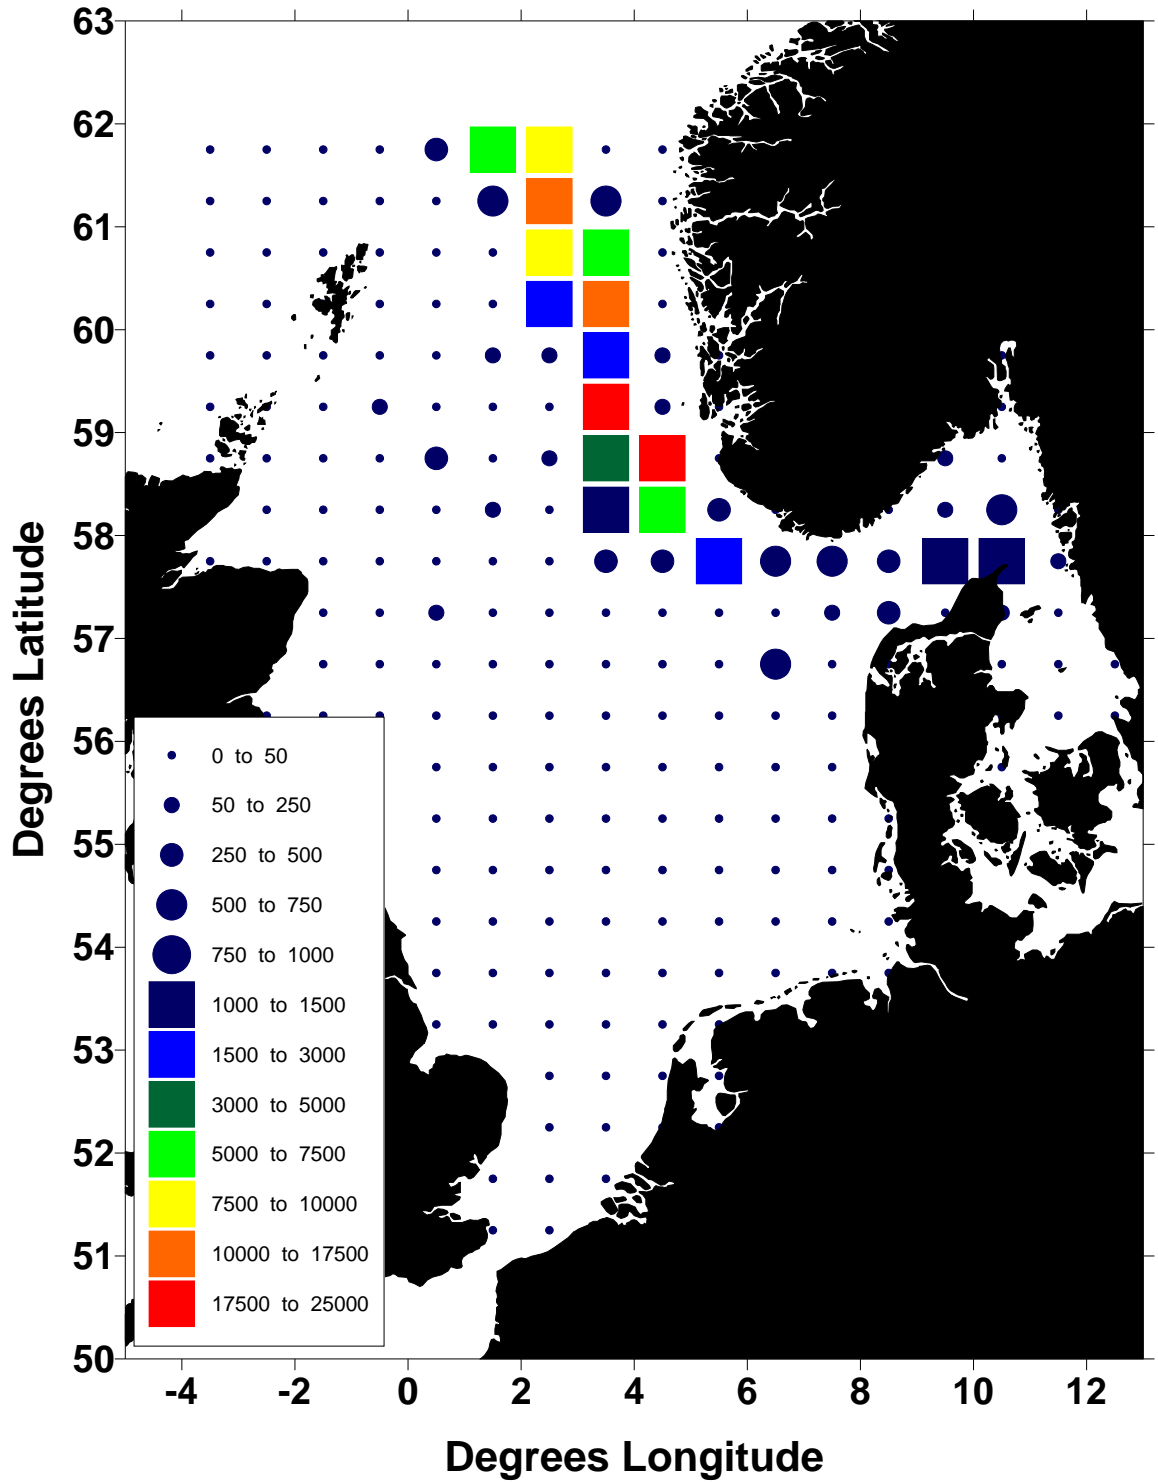 63
62
61
60
59
58
57
56
55
54
53
52
51
50
Degrees Latitude
0 to 50
50 to 250
250 to 500
500 to 750
750 to 1000
1000 to 1500
1500 to 3000
3000 to 5000
5000 to 7500
7500 to 10000
10000 to 17500
17500 to 25000
-4 -2 0 2 4 6 8 10 12
Degrees Longitude